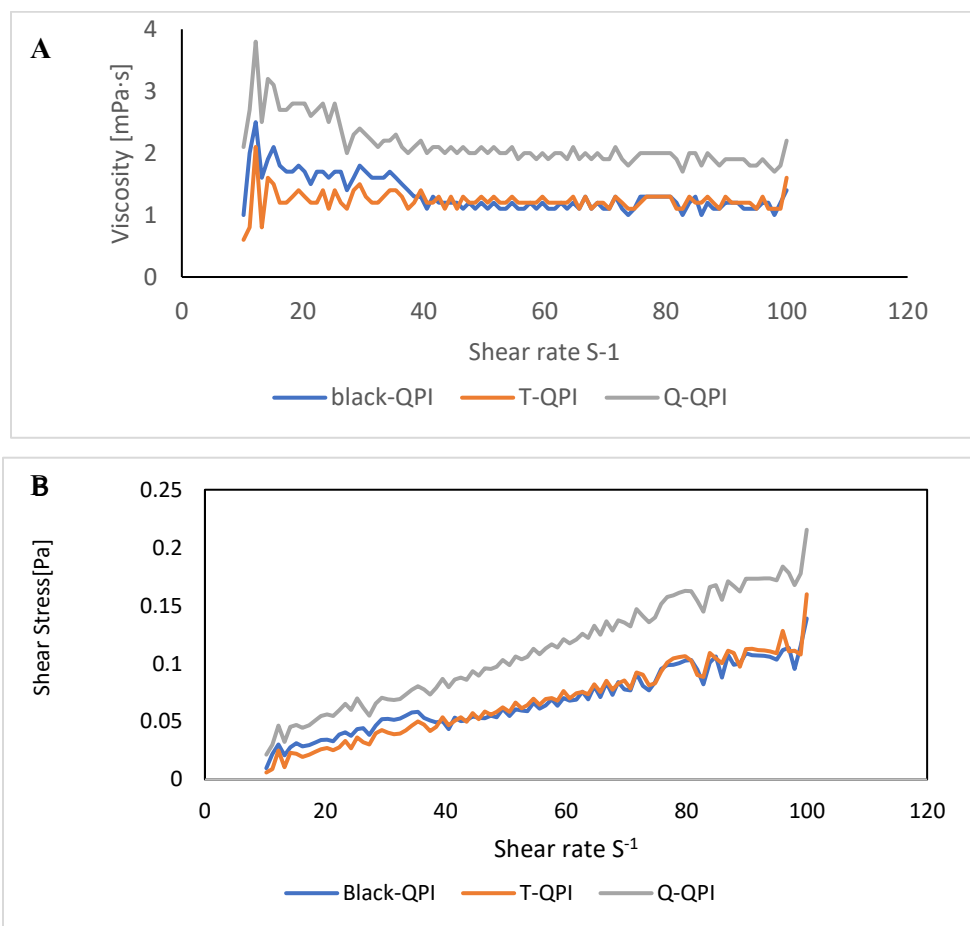 A
Viscosity [mPa·s]
4
3
2
1
0
0 20 40 60 80 100 120
Shear rate S-1
black-QPI T-QPI Q-QPI
B
Shear Stress[Pa]
0.25
0.2
0.15
0.1
0.05
0
0 20 40 60 80 100 120
Shear rate S⁻¹
Black-QPI T-QPI Q-QPI